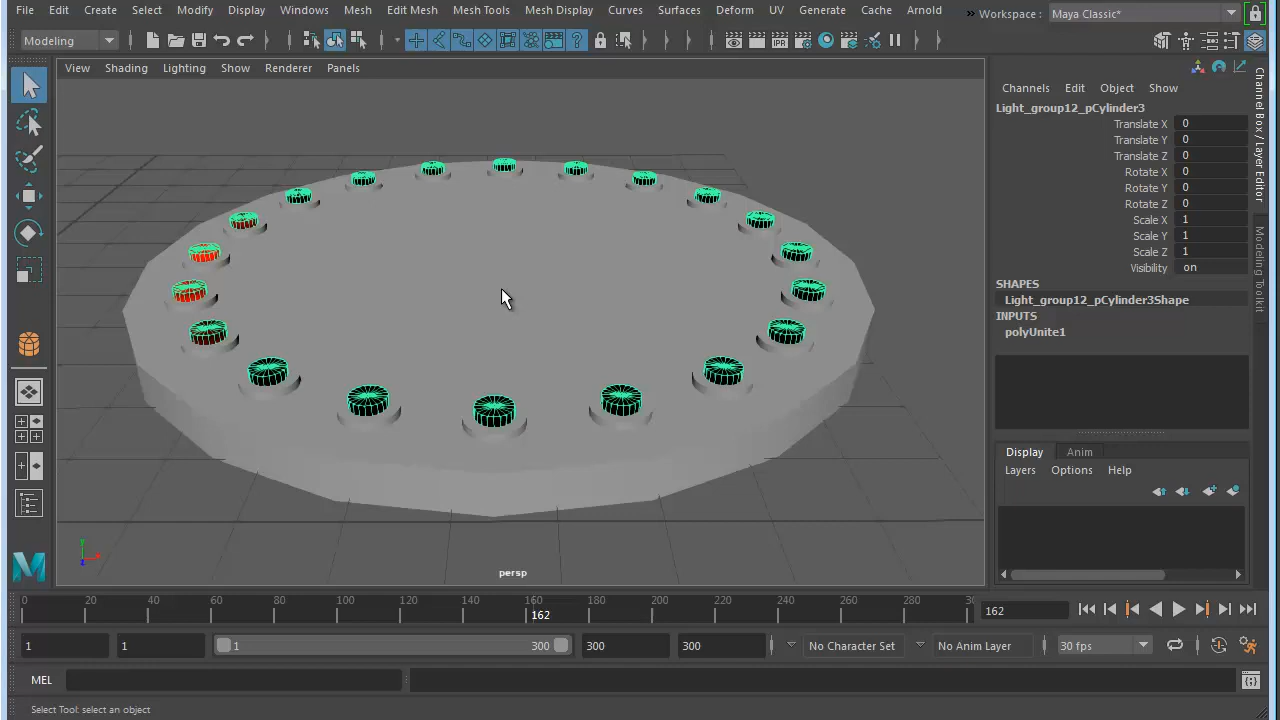 File Edit Create Select Modify Display Windows Mesh Edit Mesh Mesh Tools Mesh Display Curves Surfaces Deform UV Generate Cache Arnold » Workspace : Maya Classic*
Modeling
IPR
View Shading Lighting Show Renderer Panels
Channels Edit Object Show
Light_group12_pCylinder3
Translate X 0
Translate Y 0
Translate Z 0
Rotate X 0
Rotate Y 0
Rotate Z 0
Scale X 1
Scale Y 1
Scale Z 1
Visibility on
SHAPES
Light_group12_pCylinder3Shape
INPUTS
polyUnite1
Channel Box / Layer Editor
Modeling Toolkit
Display Anim
Layers Options Help
y
x
z
persp
0 20 40 60 80 100 120 140 160 180 200 220 240 260 280 30
162
162
1 1 1 300 300 300 No Character Set No Anim Layer 30 fps
MEL
Select Tool: select an object